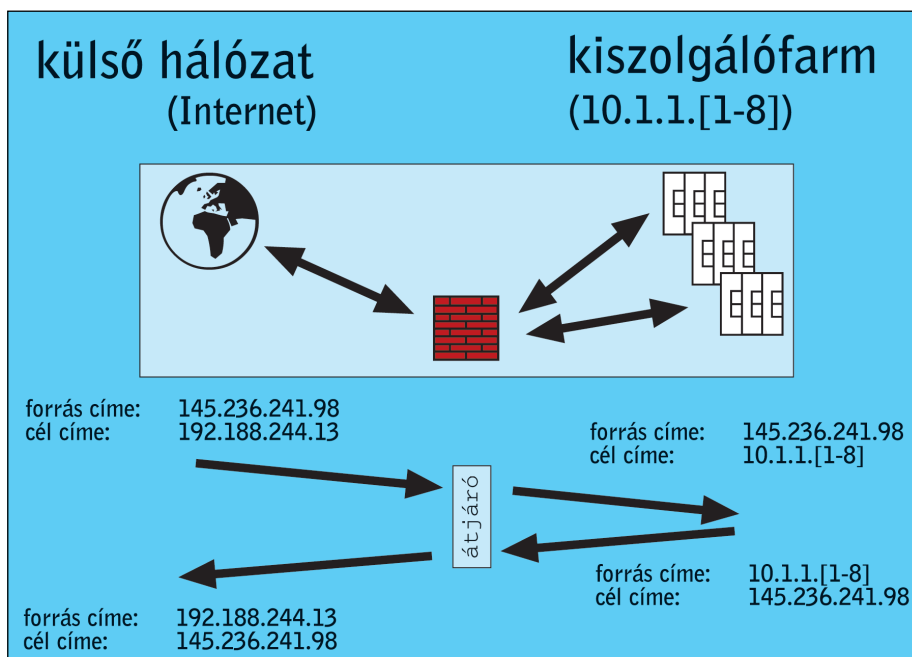 külső hálózat
(Internet)
kiszolgálófarm
(10.1.1.[1-8])
forrás címe: 145.236.241.98
cél címe: 192.188.244.13
forrás címe: 145.236.241.98
cél címe: 10.1.1.[1-8]
átjáró
forrás címe: 10.1.1.[1-8]
cél címe: 145.236.241.98
forrás címe: 192.188.244.13
cél címe: 145.236.241.98